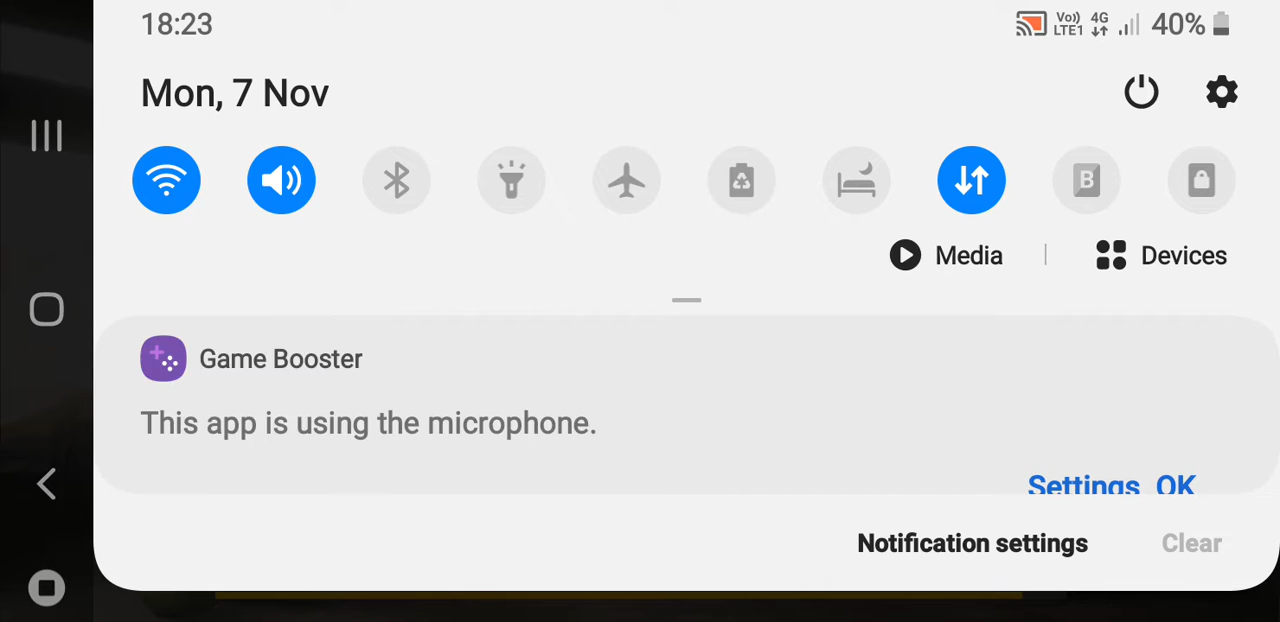 18:23 Vo)) LTE1 4G 40%
Mon, 7 Nov
B
Media Devices
Game Booster
This app is using the microphone.
Settings OK
Notification settings Clear